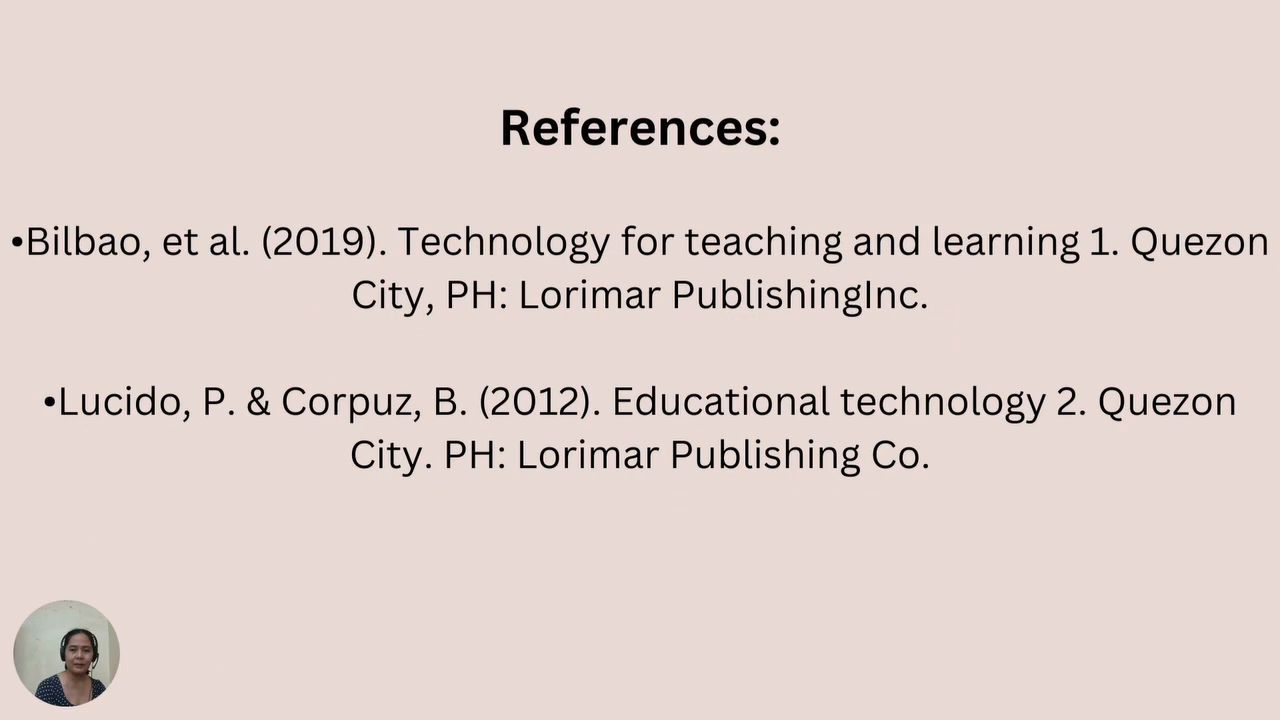 References:
•Bilbao, et al. (2019). Technology for teaching and learning 1. Quezon
City, PH: Lorimar PublishingInc.
•Lucido, P. & Corpuz, B. (2012). Educational technology 2. Quezon
City. PH: Lorimar Publishing Co.